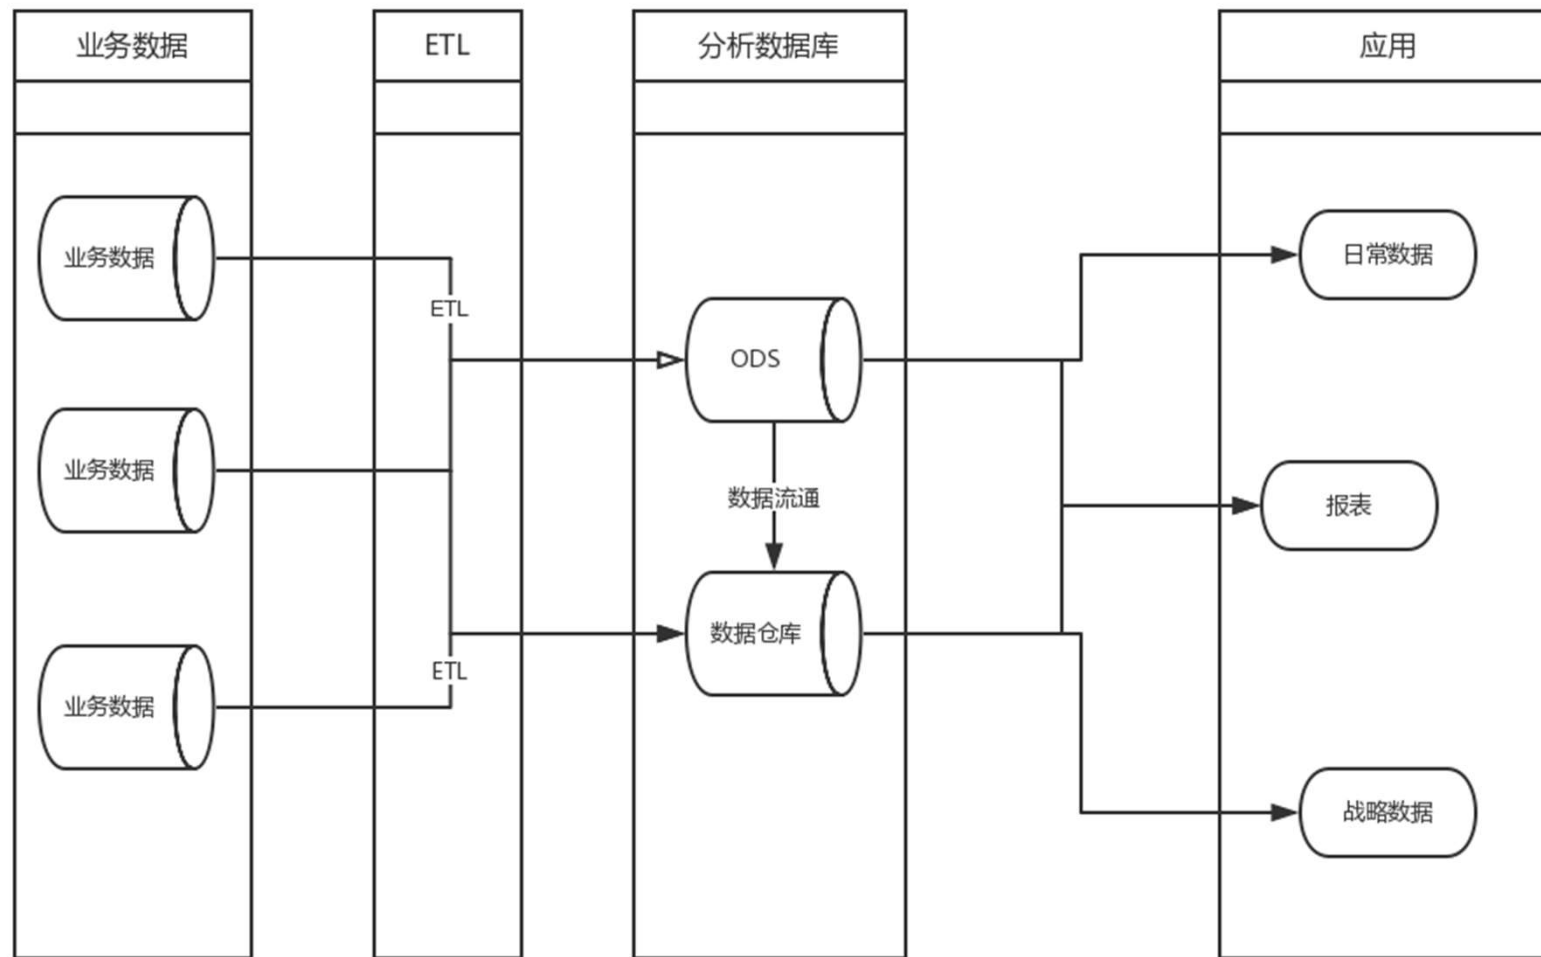 业务数据
ETL
分析数据库
应用
业务数据
ETL
业务数据
ETL
业务数据
ODS
数据流通
数据仓库
日常数据
报表
战略数据